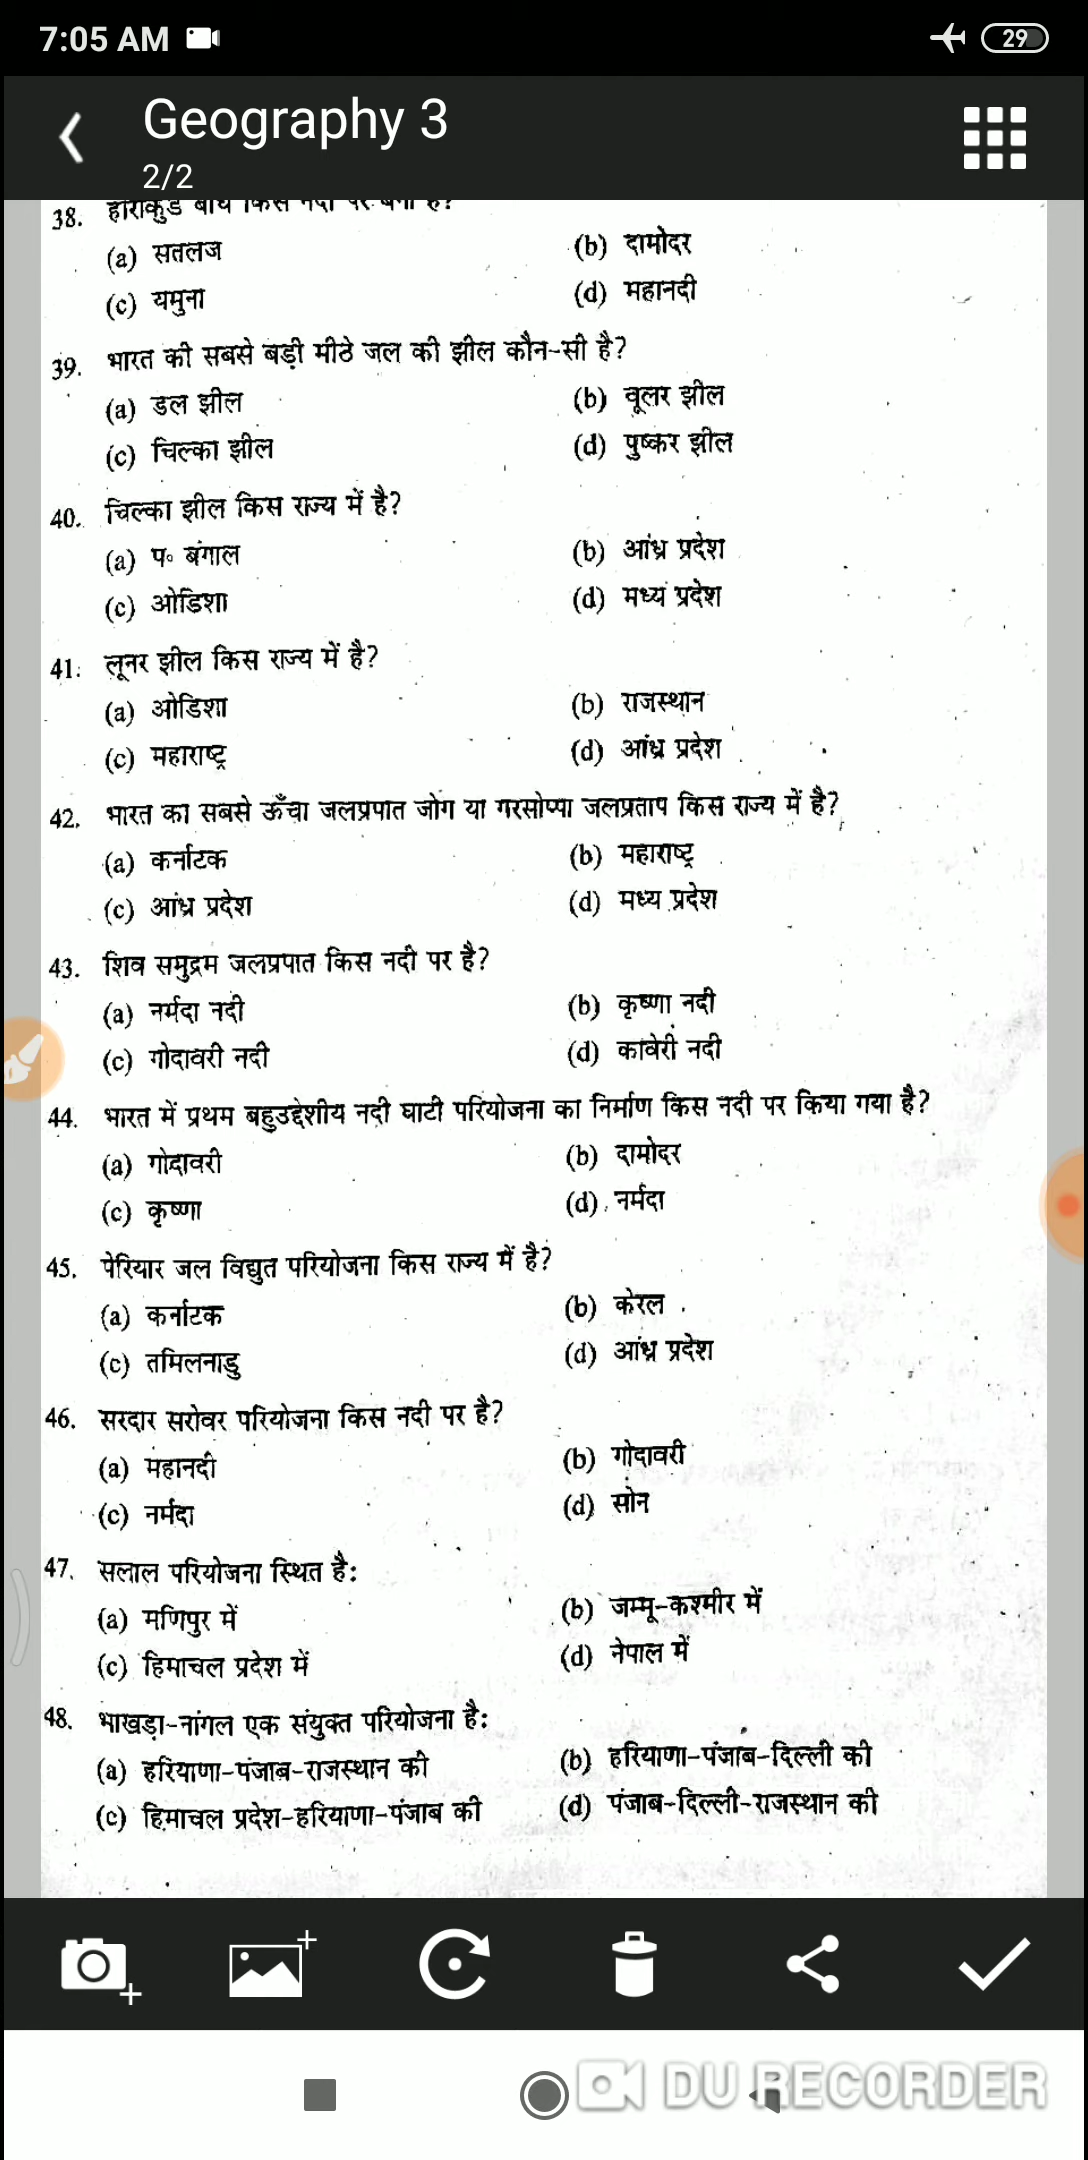 7:05 AM
29
Geography 3
2/2
38. हीराकुंड बांध किस नदी पर बना है?
(a) सतलज (b) दामोदर
(c) यमुना (d) महानदी
39. भारत की सबसे बड़ी मीठे जल की झील कौन-सी है?
(a) डल झील (b) वूलर झील
(c) चिल्का झील (d) पुष्कर झील
40. चिल्का झील किस राज्य में है?
(a) प० बंगाल (b) आंध्र प्रदेश
(c) ओडिशा (d) मध्य प्रदेश
41. लूनर झील किस राज्य में है?
(a) ओडिशा (b) राजस्थान
(c) महाराष्ट्र (d) आंध्र प्रदेश
42. भारत का सबसे ऊँचा जलप्रपात जोग या गरसोप्पा जलप्रताप किस राज्य में है?
(a) कर्नाटक (b) महाराष्ट्र
(c) आंध्र प्रदेश (d) मध्य प्रदेश
43. शिव समुद्रम जलप्रपात किस नदी पर है?
(a) नर्मदा नदी (b) कृष्णा नदी
(c) गोदावरी नदी (d) कावेरी नदी
44. भारत में प्रथम बहुउद्देशीय नदी घाटी परियोजना का निर्माण किस नदी पर किया गया है?
(a) गोदावरी (b) दामोदर
(c) कृष्णा (d) नर्मदा
45. पेरियार जल विद्युत परियोजना किस राज्य में है?
(a) कर्नाटक (b) केरल
(c) तमिलनाडु (d) आंध्र प्रदेश
46. सरदार सरोवर परियोजना किस नदी पर है?
(a) महानदी (b) गोदावरी
(c) नर्मदा (d) सोन
47. सलाल परियोजना स्थित है:
(a) मणिपुर में (b) जम्मू-कश्मीर में
(c) हिमाचल प्रदेश में (d) नेपाल में
48. भाखड़ा-नांगल एक संयुक्त परियोजना है:
(a) हरियाणा-पंजाब-राजस्थान की (b) हरियाणा-पंजाब-दिल्ली की
(c) हिमाचल प्रदेश-हरियाणा-पंजाब की (d) पंजाब-दिल्ली-राजस्थान की
DU RECORDER